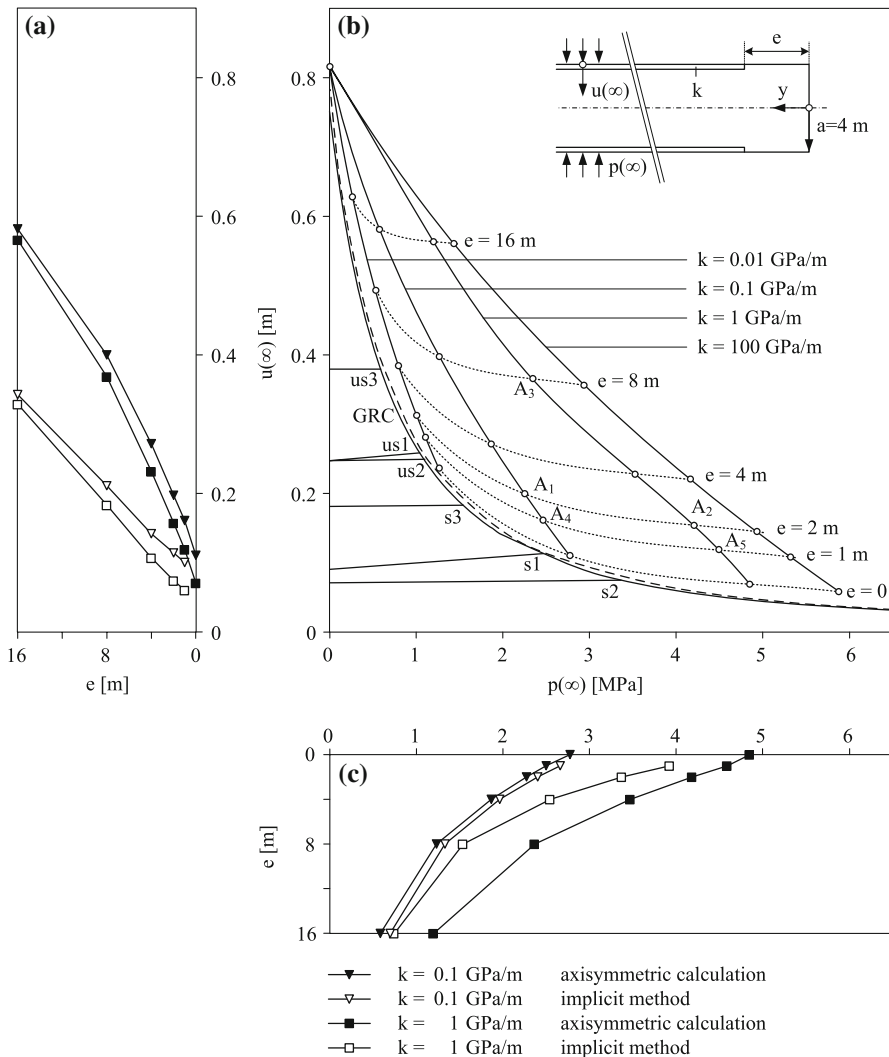 (a)
(b)
e
0.8
0.8
u(∞)
k
y
a=4 m
p(∞)
0.6
0.6
e = 16 m
k = 0.01 GPa/m
k = 0.1 GPa/m
k = 1 GPa/m
k = 100 GPa/m
u(∞) [m]
0.4
0.4
e = 8 m
A3
us3
GRC
us1
us2
e = 4 m
A1
A2
0.2
0.2
s3
A4
A5
e = 2 m
e = 1 m
s1
s2
e = 0
0
0
16
8
0
e [m]
0
1
2
3
4
5
6
p(∞) [MPa]
2
3
4
5
6
(c)
0
8
16
e [m]
k = 0.1 GPa/m axisymmetric calculation
k = 0.1 GPa/m implicit method
k = 1 GPa/m axisymmetric calculation
k = 1 GPa/m implicit method